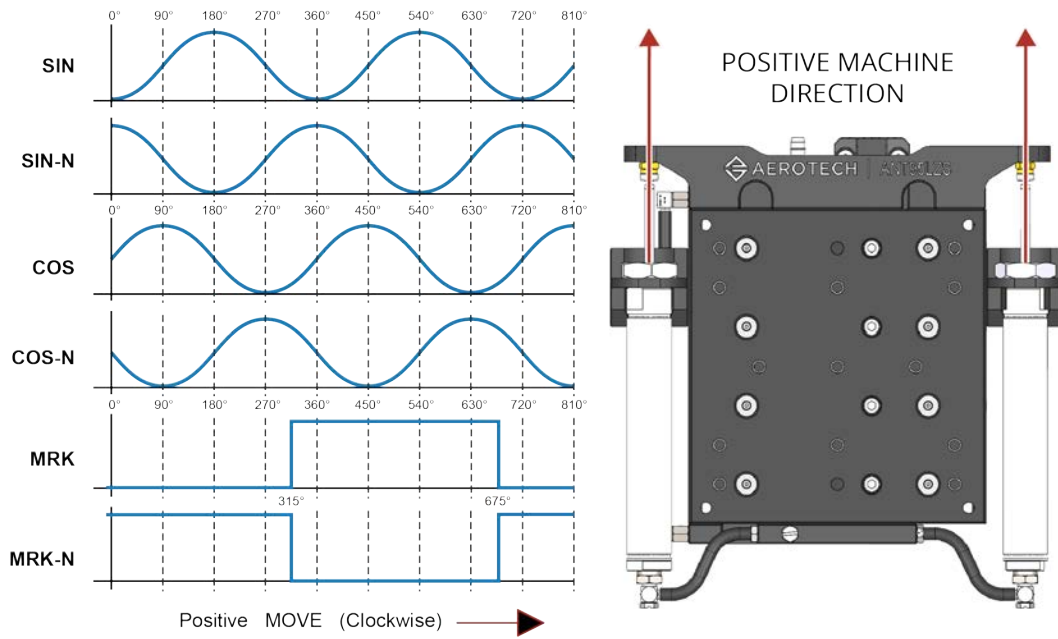 0° 90° 180° 270° 360° 450° 540° 630° 720° 810°
SIN
SIN-N
0° 90° 180° 270° 360° 450° 540° 630° 720° 810°
COS
COS-N
0° 90° 180° 270° 360° 450° 540° 630° 720° 810°
MRK
315° 675°
MRK-N
Positive MOVE (Clockwise)
POSITIVE MACHINE
DIRECTION
AEROTECH